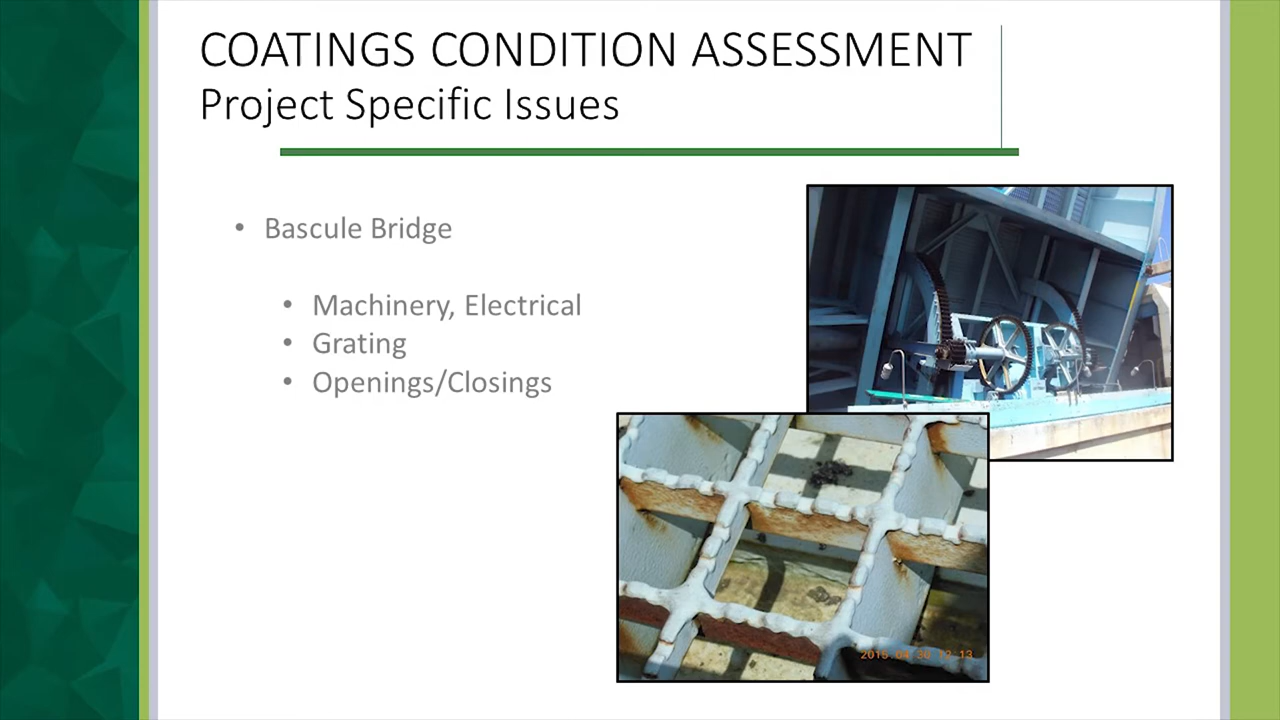 COATINGS CONDITION ASSESSMENT
Project Specific Issues
• Bascule Bridge
• Machinery, Electrical
• Grating
• Openings/Closings